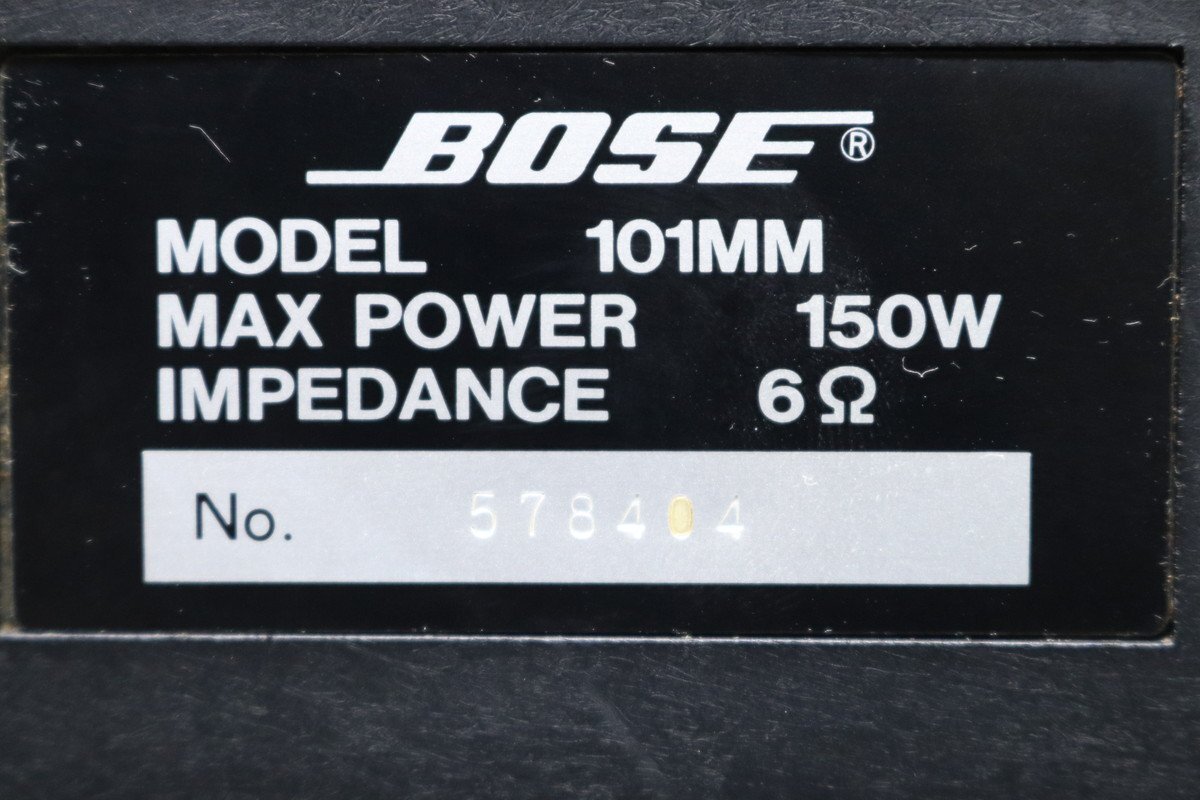 BOSE®
MODEL 101MM
MAX POWER 150W
IMPEDANCE 6Ω
No. 578404